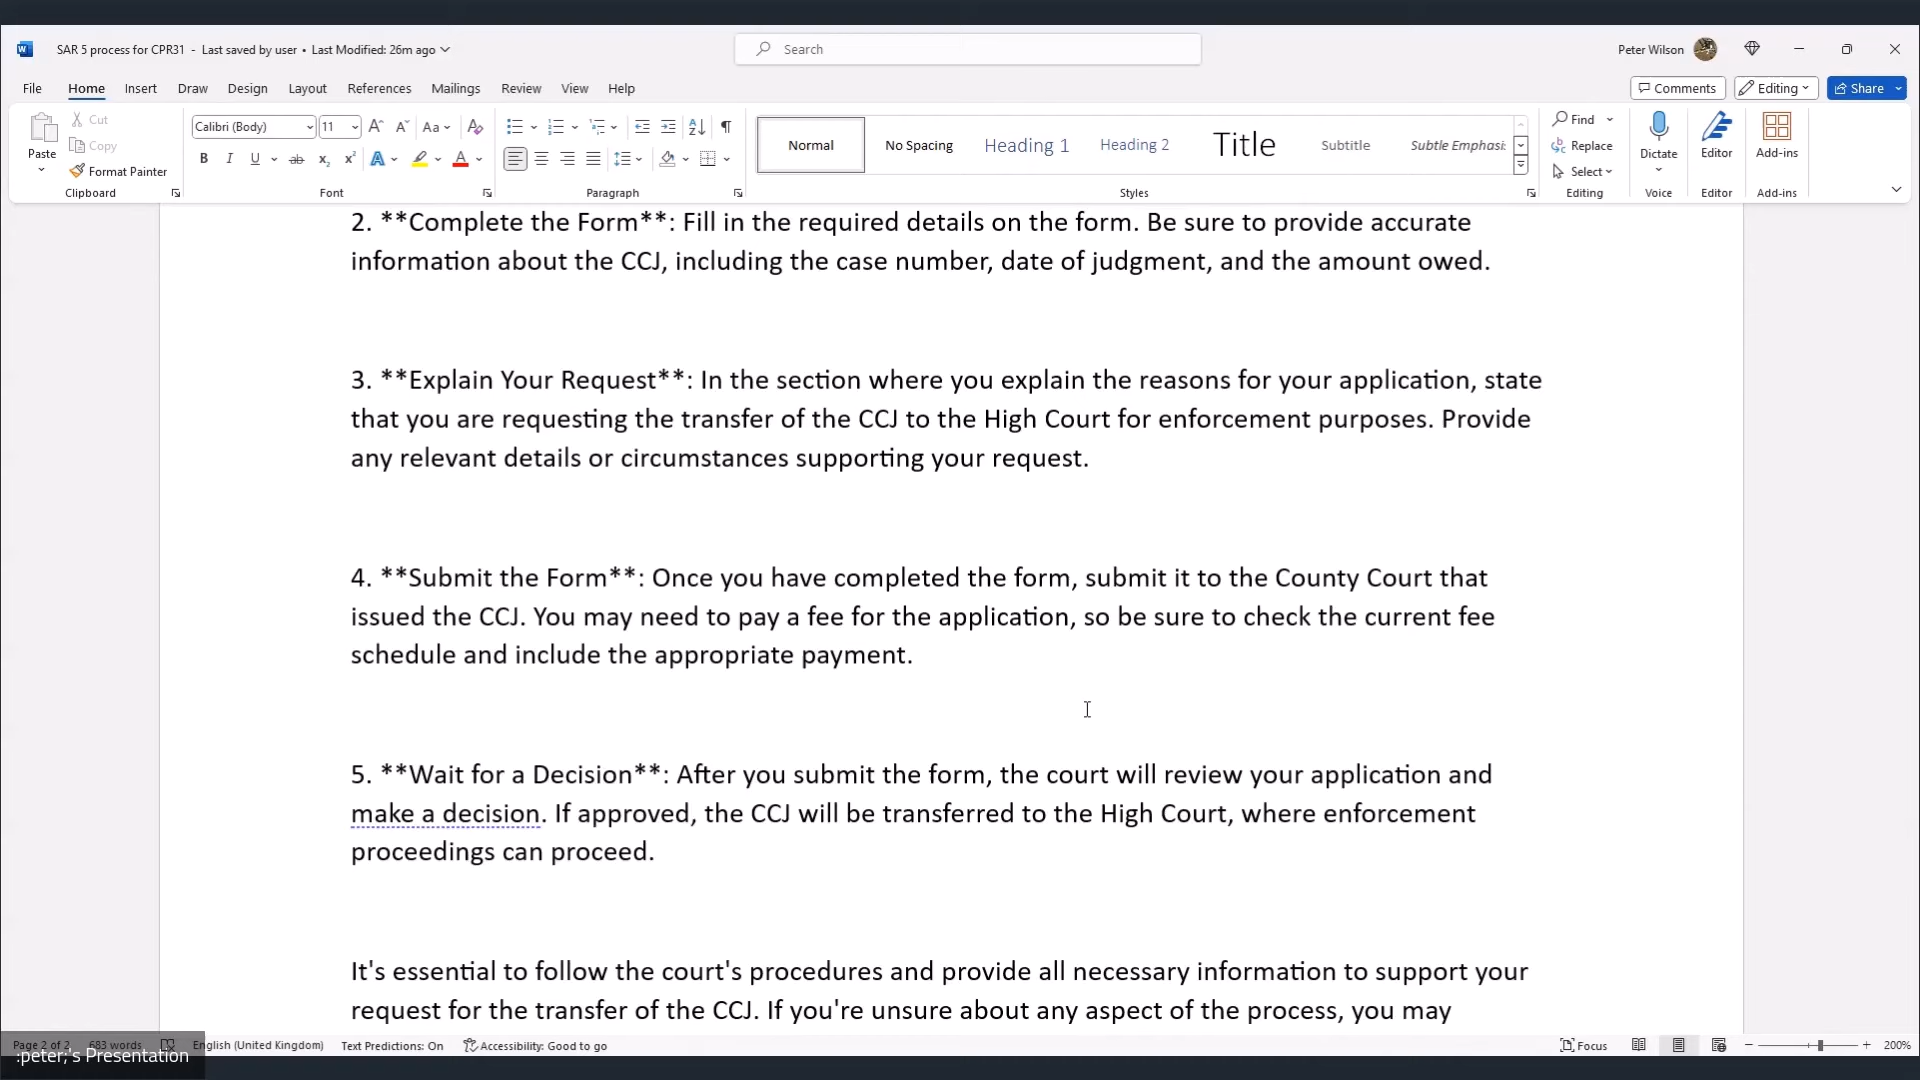 SAR 5 process for CPR31 - Last saved by user • Last Modified: 26m ago
Search
Peter Wilson
File Home Insert Draw Design Layout References Mailings Review View Help
Comments Editing Share
Paste
Cut
Copy
Format Painter
Clipboard
Calibri (Body) 11
Font
Paragraph
Normal No Spacing Heading 1 Heading 2 Title Subtitle Subtle Emphasi:
Styles
Find
Replace
Select
Editing
Dictate
Voice
Editor
Editor
Add-ins
Add-ins
2. **Complete the Form**: Fill in the required details on the form. Be sure to provide accurate
information about the CCJ, including the case number, date of judgment, and the amount owed.
3. **Explain Your Request**: In the section where you explain the reasons for your application, state
that you are requesting the transfer of the CCJ to the High Court for enforcement purposes. Provide
any relevant details or circumstances supporting your request.
4. **Submit the Form**: Once you have completed the form, submit it to the County Court that
issued the CCJ. You may need to pay a fee for the application, so be sure to check the current fee
schedule and include the appropriate payment.
5. **Wait for a Decision**: After you submit the form, the court will review your application and
make a decision. If approved, the CCJ will be transferred to the High Court, where enforcement
proceedings can proceed.
It's essential to follow the court's procedures and provide all necessary information to support your
request for the transfer of the CCJ. If you're unsure about any aspect of the process, you may
Page 2 of 2 683 words English (United Kingdom) Text Predictions: On Accessibility: Good to go
Focus 200%
:peter;'s Presentation